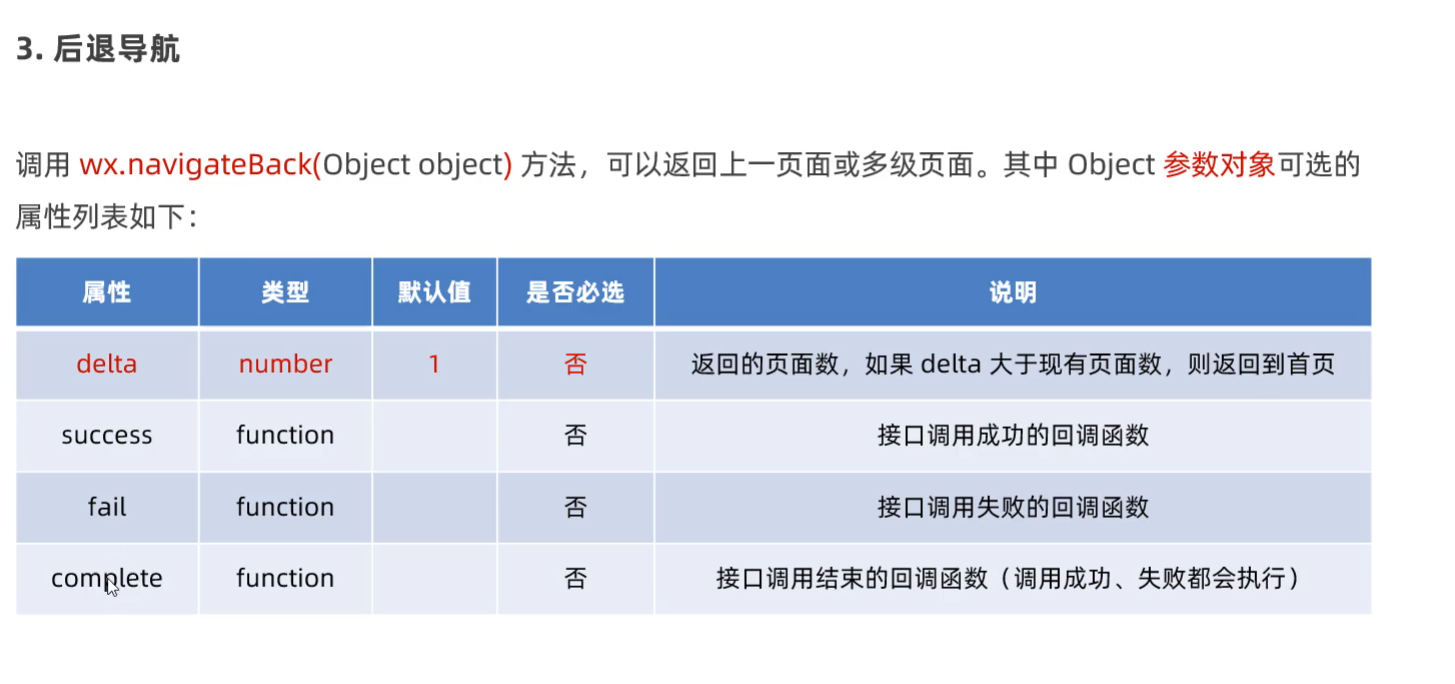 3. 后退导航
调用 wx.navigateBack(Object object) 方法，可以返回上一页面或多级页面。其中 Object 参数对象可选的
属性列表如下：
属性 类型 默认值 是否必选 说明
delta number 1 否 返回的页面数，如果 delta 大于现有页面数，则返回到首页
success function 否 接口调用成功的回调函数
fail function 否 接口调用失败的回调函数
complete function 否 接口调用结束的回调函数（调用成功、失败都会执行）